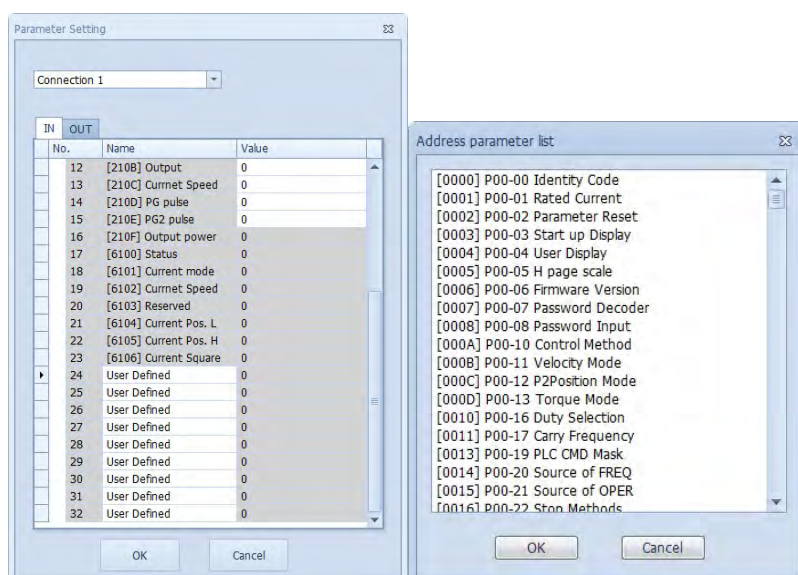 Parameter Setting
Connection 1
IN OUT
No. Name Value
12 [210B] Output 0
13 [210C] Currnet Speed 0
14 [210D] PG pulse 0
15 [210E] PG2 pulse 0
16 [210F] Output power 0
17 [6100] Status 0
18 [6101] Current mode 0
19 [6102] Currnet Speed 0
20 [6103] Reserved 0
21 [6104] Current Pos. L 0
22 [6105] Current Pos. H 0
23 [6106] Current Square 0
24 User Defined 0
25 User Defined 0
26 User Defined 0
27 User Defined 0
28 User Defined 0
29 User Defined 0
30 User Defined 0
31 User Defined 0
32 User Defined 0
OK Cancel
Address parameter list
[0000] P00-00 Identity Code
[0001] P00-01 Rated Current
[0002] P00-02 Parameter Reset
[0003] P00-03 Start up Display
[0004] P00-04 User Display
[0005] P00-05 H page scale
[0006] P00-06 Firmware Version
[0007] P00-07 Password Decoder
[0008] P00-08 Password Input
[000A] P00-10 Control Method
[000B] P00-11 Velocity Mode
[000C] P00-12 P2Position Mode
[000D] P00-13 Torque Mode
[0010] P00-16 Duty Selection
[0011] P00-17 Carry Frequency
[0013] P00-19 PLC CMD Mask
[0014] P00-20 Source of FREQ
[0015] P00-21 Source of OPER
[0016] P00-22 Stop Methods
OK Cancel